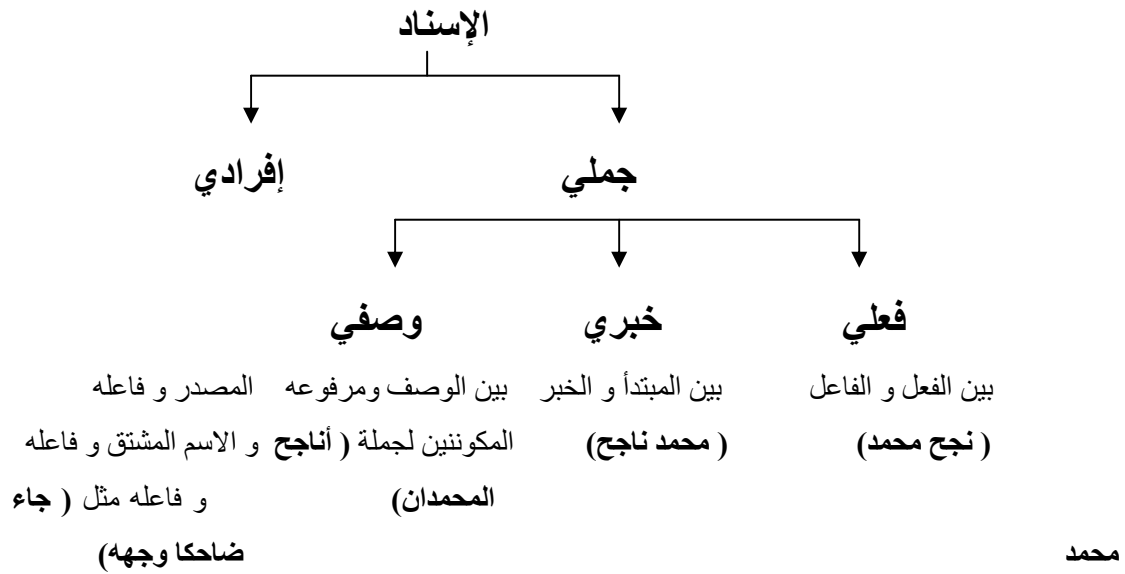 الإسناد
جملي إفرادي
فعلي خبري وصفي
بين الفعل و الفاعل بين المبتدأ و الخبر بين الوصف ومرفوعه المصدر و فاعله
( نجح محمد) ( محمد ناجح) المكوننين لجملة ( أناجح و الاسم المشتق و فاعله
المحمدان) و فاعله مثل ( جاء
محمد ضاحكا وجهه)